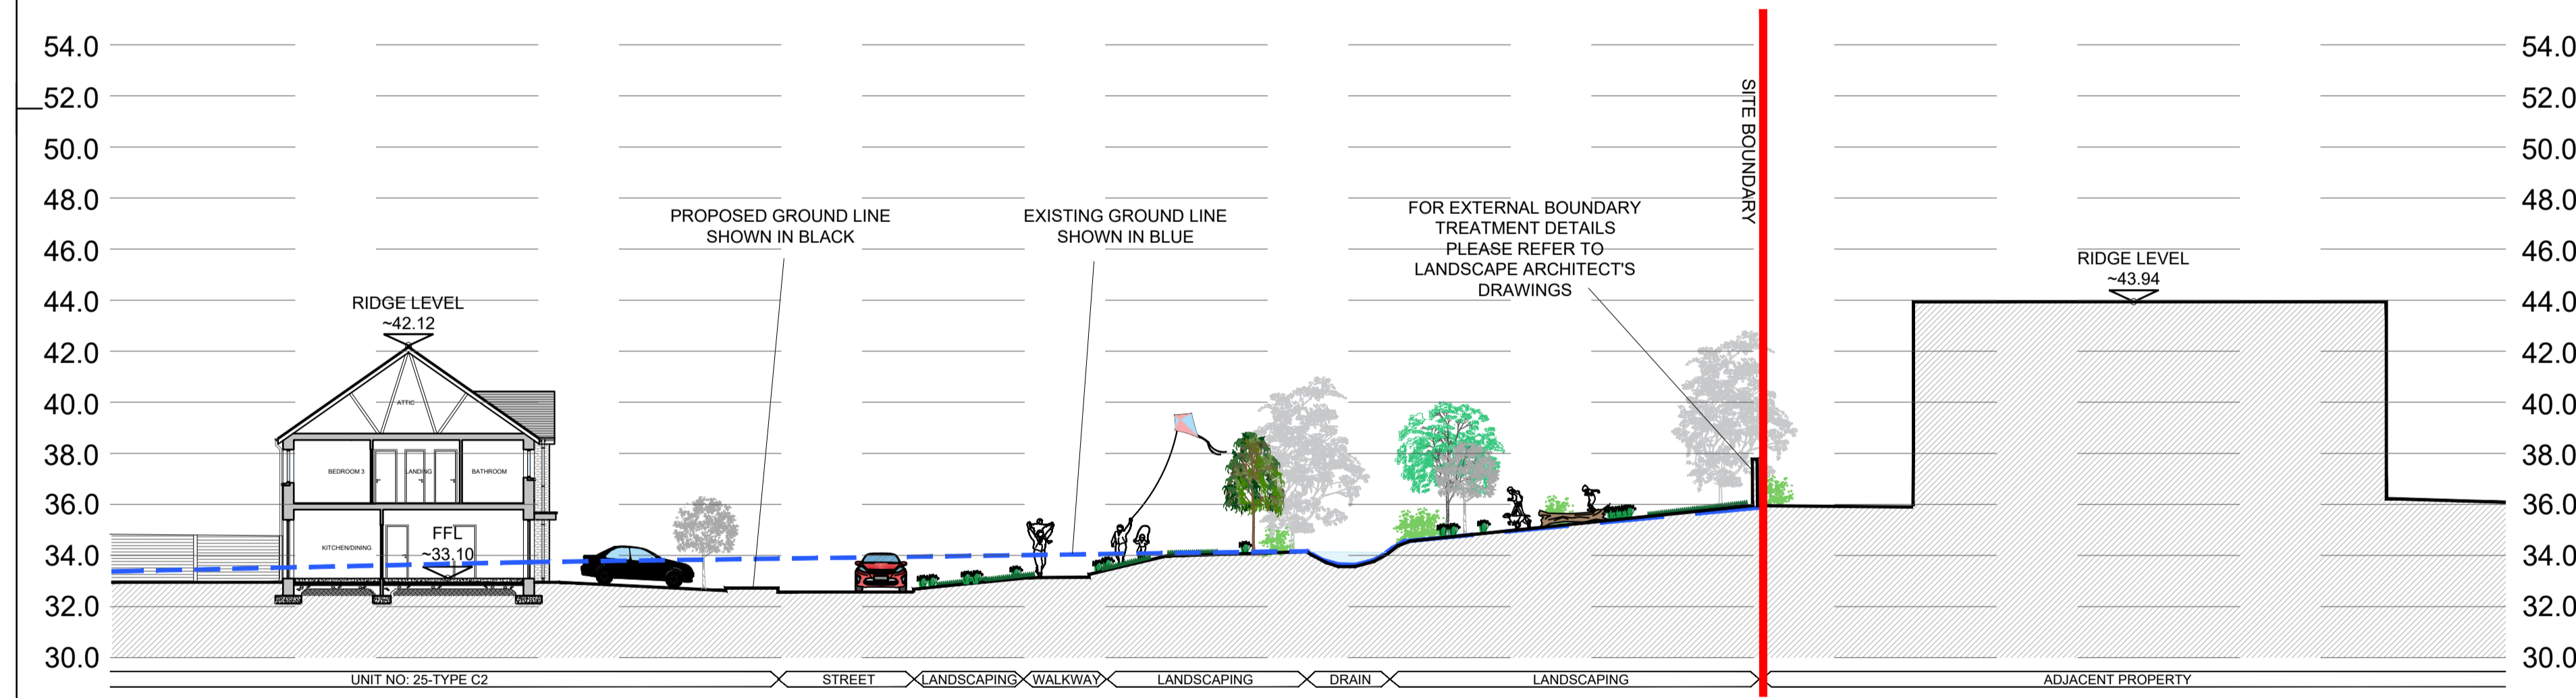 54.0
54.0
52.0
52.0
50.0
50.0
48.0
48.0
46.0
46.0
44.0
44.0
42.0
42.0
40.0
40.0
38.0
38.0
36.0
36.0
34.0
34.0
32.0
32.0
30.0
30.0
SITE BOUNDARY
PROPOSED GROUND LINE
SHOWN IN BLACK
EXISTING GROUND LINE
SHOWN IN BLUE
FOR EXTERNAL BOUNDARY
TREATMENT DETAILS
PLEASE REFER TO
LANDSCAPE ARCHITECT'S
DRAWINGS
RIDGE LEVEL
~43.94
RIDGE LEVEL
~42.12
ATTIC
BEDROOM 3
LANDING
BATHROOM
KITCHEN/DINING
FFL
~33.10
UNIT NO: 25-TYPE C2
STREET
LANDSCAPING
WALKWAY
LANDSCAPING
DRAIN
LANDSCAPING
ADJACENT PROPERTY